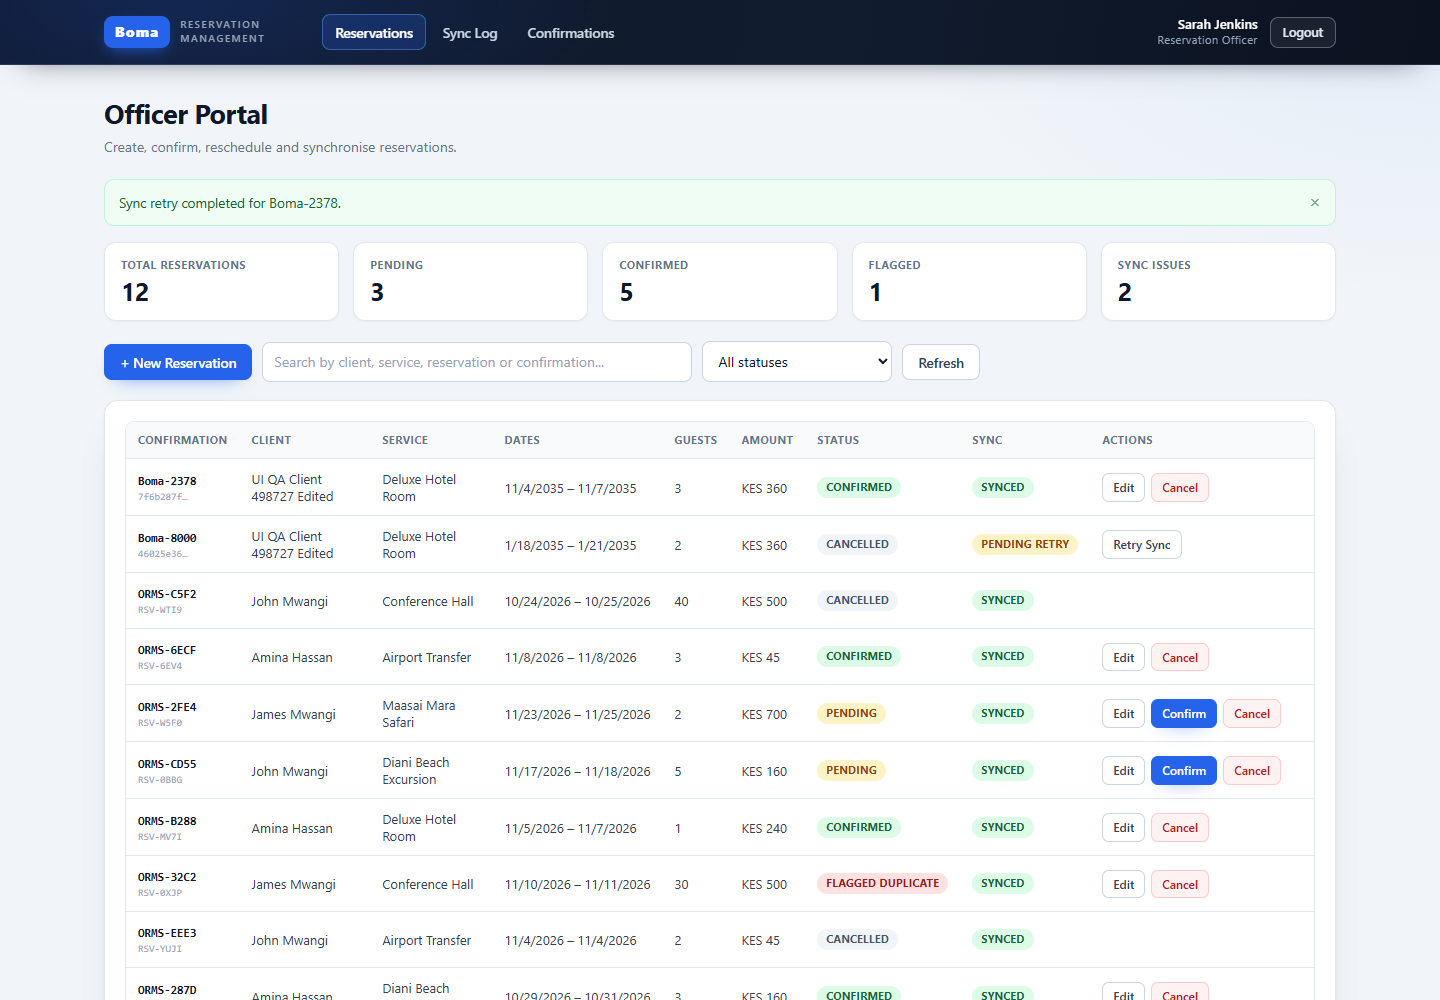 Boma
RESERVATION
MANAGEMENT
Reservations
Sync Log
Confirmations
Sarah Jenkins
Reservation Officer
Logout
Officer Portal
Create, confirm, reschedule and synchronise reservations.
Sync retry completed for Boma-2378.
×
TOTAL RESERVATIONS
12
PENDING
3
CONFIRMED
5
FLAGGED
1
SYNC ISSUES
2
+ New Reservation
Search by client, service, reservation or confirmation...
All statuses
Refresh
CONFIRMATION CLIENT SERVICE DATES GUESTS AMOUNT STATUS SYNC ACTIONS
Boma-2378
7f6b287f…
UI QA Client
498727 Edited
Deluxe Hotel
Room
11/4/2035 – 11/7/2035
3
KES 360
CONFIRMED
SYNCED
Edit
Cancel
Boma-8000
46025e36…
UI QA Client
498727 Edited
Deluxe Hotel
Room
1/18/2035 – 1/21/2035
2
KES 360
CANCELLED
PENDING RETRY
Retry Sync
ORMS-C5F2
RSV-WTI9
John Mwangi
Conference Hall
10/24/2026 – 10/25/2026
40
KES 500
CANCELLED
SYNCED
ORMS-6ECF
RSV-6EV4
Amina Hassan
Airport Transfer
11/8/2026 – 11/8/2026
3
KES 45
CONFIRMED
SYNCED
Edit
Cancel
ORMS-2FE4
RSV-W5F0
James Mwangi
Maasai Mara
Safari
11/23/2026 – 11/25/2026
2
KES 700
PENDING
SYNCED
Edit
Confirm
Cancel
ORMS-CD55
RSV-0BBG
John Mwangi
Diani Beach
Excursion
11/17/2026 – 11/18/2026
5
KES 160
PENDING
SYNCED
Edit
Confirm
Cancel
ORMS-B288
RSV-MV7I
Amina Hassan
Deluxe Hotel
Room
11/5/2026 – 11/7/2026
1
KES 240
CONFIRMED
SYNCED
Edit
Cancel
ORMS-32C2
RSV-0XJP
James Mwangi
Conference Hall
11/10/2026 – 11/11/2026
30
KES 500
FLAGGED DUPLICATE
SYNCED
Edit
Cancel
ORMS-EEE3
RSV-YUJI
John Mwangi
Airport Transfer
11/4/2026 – 11/4/2026
2
KES 45
CANCELLED
SYNCED
ORMS-287D
Amina Hassan
Diani Beach
10/29/2026 – 10/31/2026
3
KES 160
CONFIRMED
SYNCED
Edit
Cancel